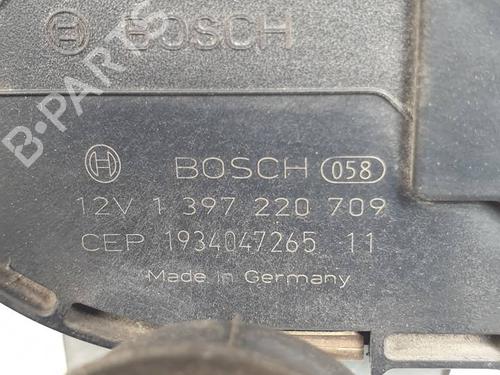 BOSCH
BOSCH 058
12V 1 397 220 709
CEP 1934047265 11
Made in Germany
B-PARTS